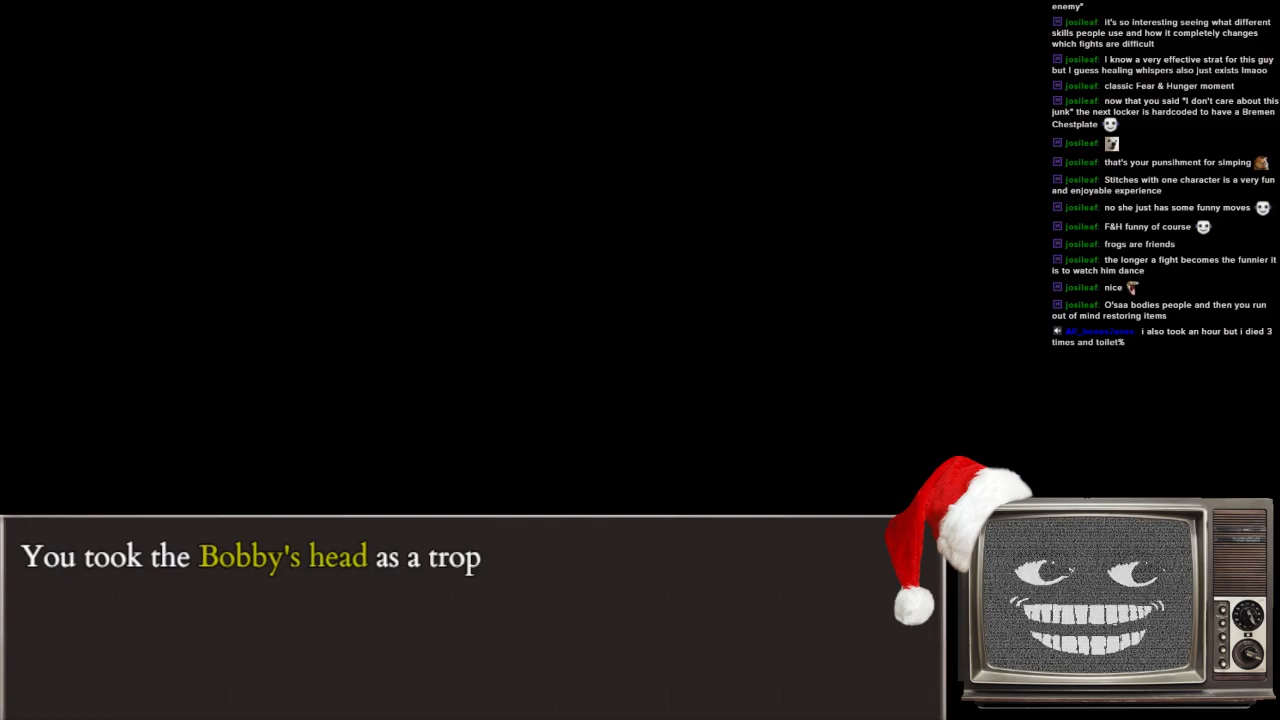 enemy"
josileaf: it's so interesting seeing what different
skills people use and how it completely changes
which fights are difficult
josileaf: I know a very effective strat for this guy
but I guess healing whispers also just exists lmaoo
josileaf: classic Fear & Hunger moment
josileaf: now that you said "I don't care about this
junk" the next locker is hardcoded to have a Bremen
Chestplate
josileaf:
josileaf: that's your punsihment for simping
josileaf: Stitches with one character is a very fun
and enjoyable experience
josileaf: no she just has some funny moves
josileaf: F&H funny of course
josileaf: frogs are friends
josileaf: the longer a fight becomes the funnier it
is to watch him dance
josileaf: nice
josileaf: O'saa bodies people and then you run
out of mind restoring items
i also took an hour but i died 3
times and toilet%
You took the Bobby's head as a trop